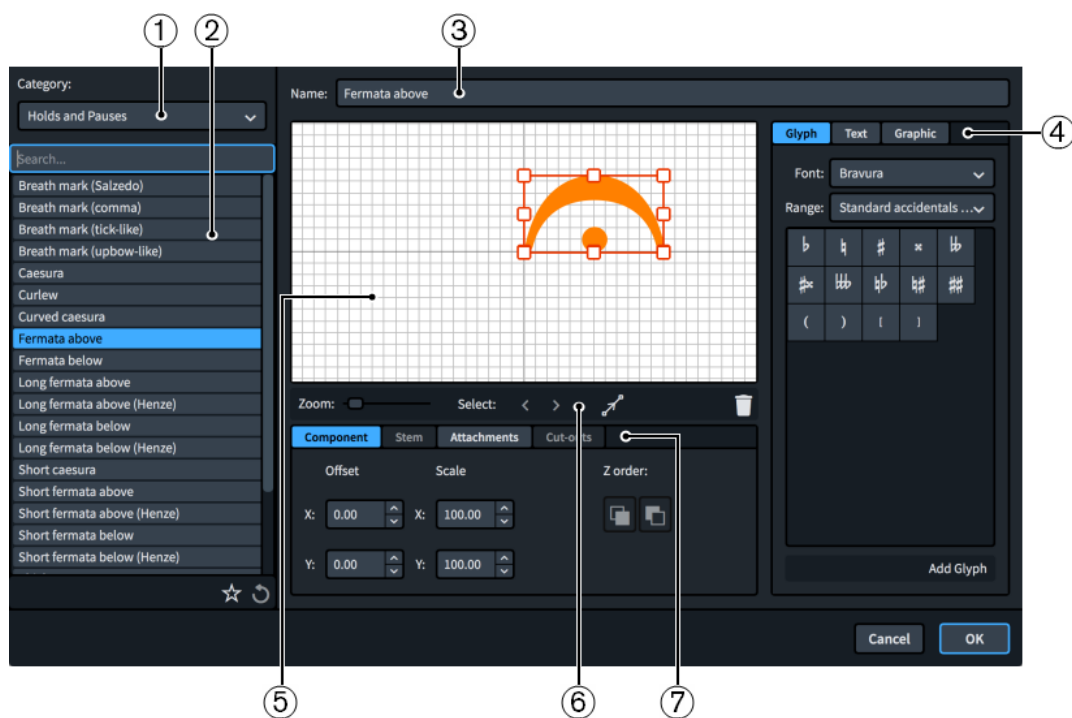 ① ② ③
Category:
Holds and Pauses
Name: Fermata above
④
Search...
Breath mark (Salzedo)
Breath mark (comma)
Breath mark (tick-like)
Breath mark (upbow-like)
Caesura
Curlew
Curved caesura
Fermata above
Fermata below
Long fermata above
Long fermata above (Henze)
Long fermata below
Long fermata below (Henze)
Short caesura
Short fermata above
Short fermata above (Henze)
Short fermata below
Short fermata below (Henze)
Glyph Text Graphic
Font: Bravura
Range: Standard accidentals ...
Add Glyph
Zoom: Select:
Component Stem Attachments Cut-outs
Offset Scale Z order:
X: 0.00 X: 100.00
Y: 0.00 Y: 100.00
Cancel OK
⑤ ⑥ ⑦